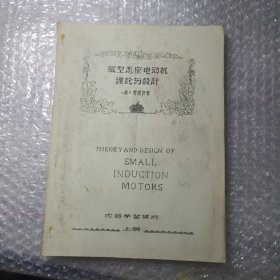 微型感应电动机
理论与设计
THEORY AND DESIGN OF
SMALL
INDUCTION
MOTORS
内部学习资料
上册